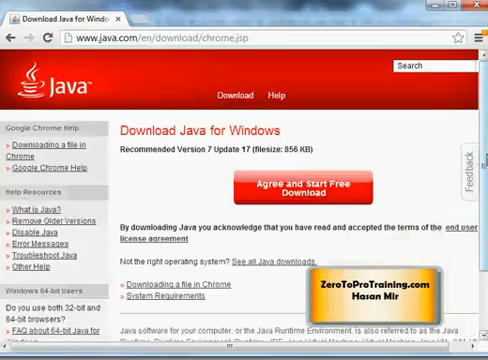 Download Java for Windo
www.java.com/en/download/chrome.jsp
Search
Java™
Download Help
Google Chrome Help
Downloading a file in
Chrome
Google Chrome Help
Help Resources
What is Java?
Remove Older Versions
Disable Java
Error Messages
Troubleshoot Java
Other Help
Windows 64-bit Users
Do you use both 32-bit and
64-bit browsers?
FAQ about 64-bit Java for
Download Java for Windows
Recommended Version 7 Update 17 (filesize: 856 KB)
Agree and Start Free
Download
By downloading Java you acknowledge that you have read and accepted the terms of the end user
license agreement
Not the right operating system? See all Java downloads.
Downloading a file in Chrome
System Requirements
Java software for your computer, or the Java Runtime Environment, is also referred to as the Java
Feedback
ZeroToProTraining.com
Hasan Mir